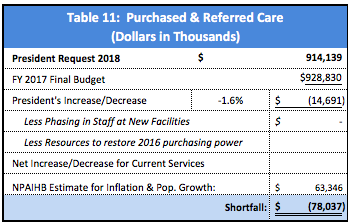 Table 11: Purchased & Referred Care
(Dollars in Thousands)
President Request 2018 $ 914,139
FY 2017 Final Budget $928,830
President's Increase/Decrease -1.6% $ (14,691)
Less Phasing in Staff at New Facilities $ -
Less Resources to restore 2016 purchasing power
Net Increase/Decrease for Current Services
NPAIHB Estimate for Inflation & Pop. Growth: $ 63,346
Shortfall: $ (78,037)